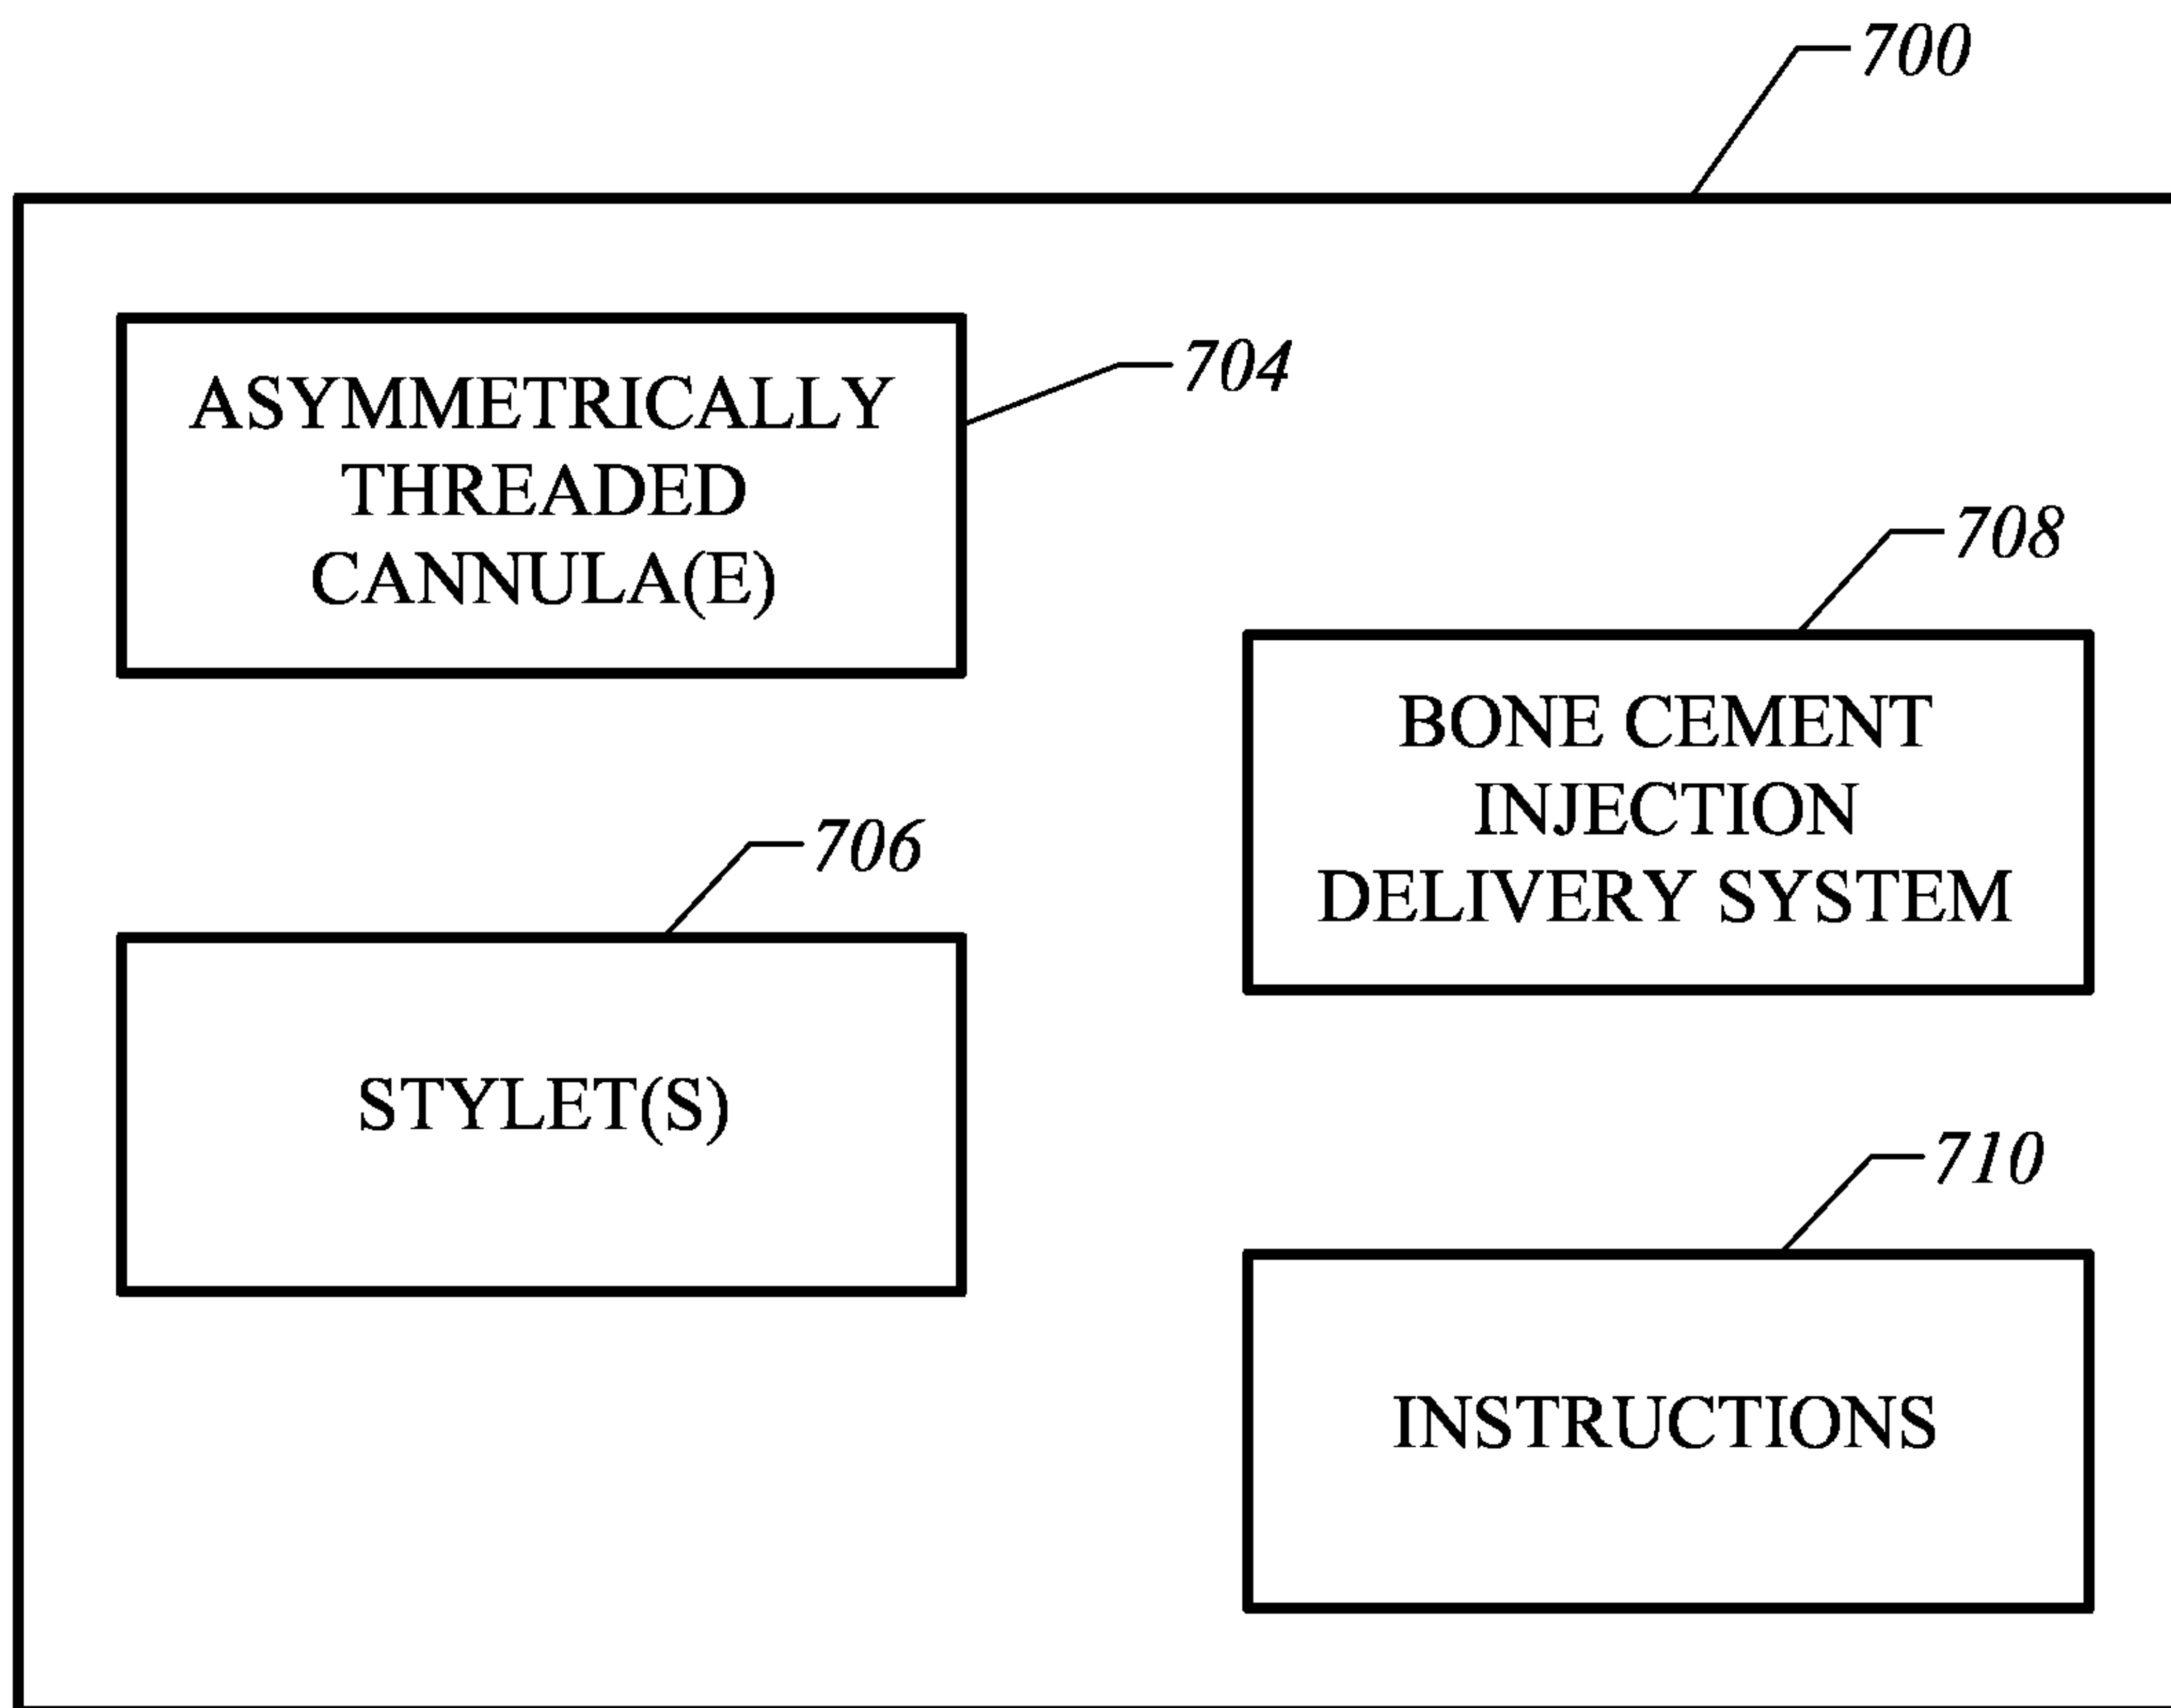 700
ASYMMETRICALLY
THREADED
CANNULA(E)
704
708
BONE CEMENT
INJECTION
DELIVERY SYSTEM
706
STYLET(S)
710
INSTRUCTIONS